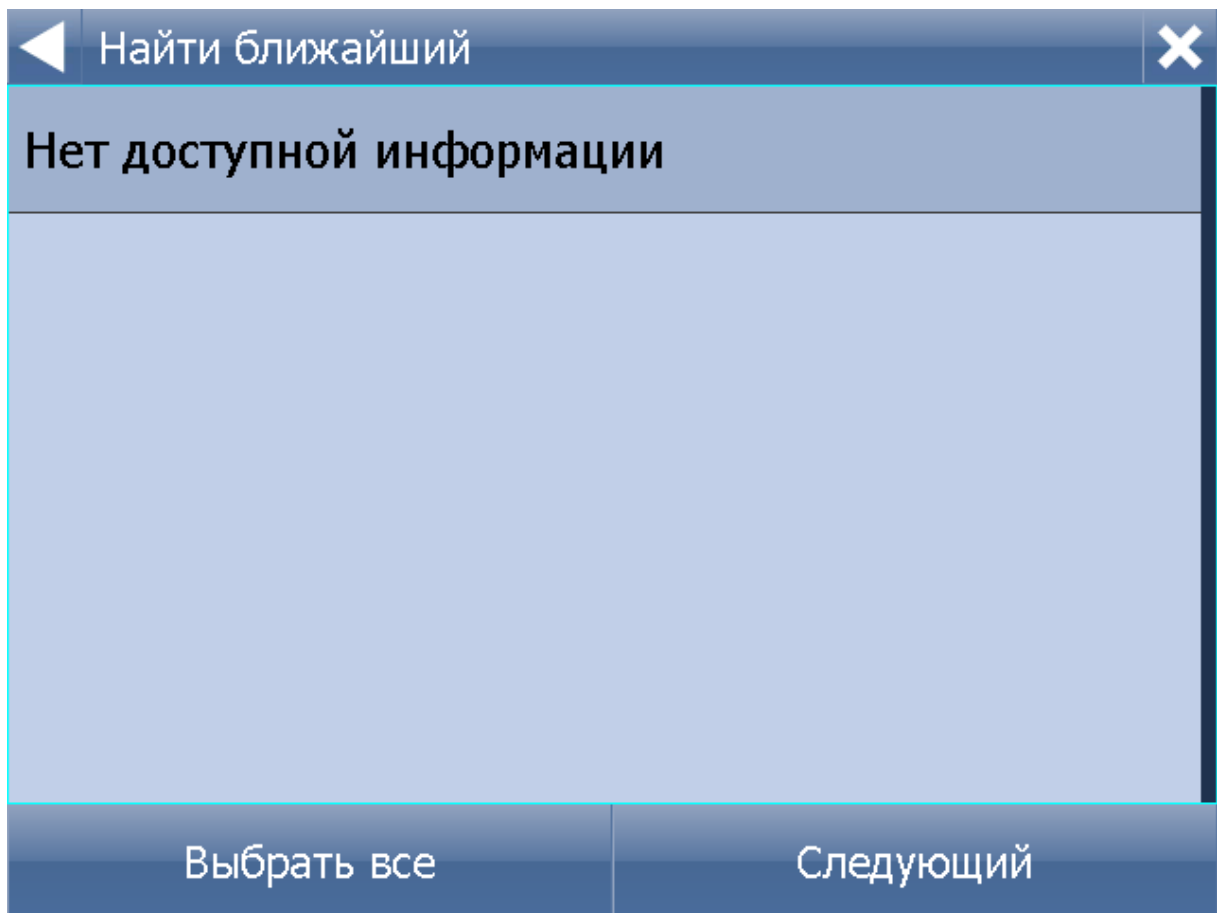 Найти ближайший
Нет доступной информации
Выбрать все
Следующий